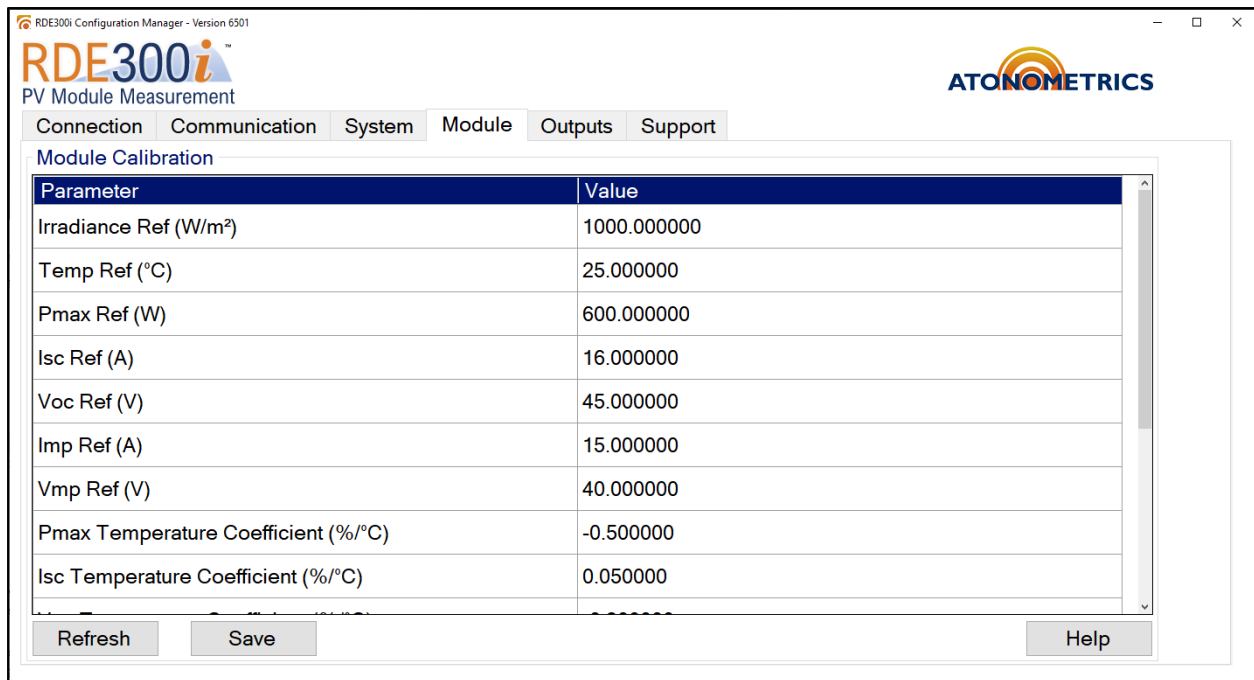 RDE300i Configuration Manager - Version 6501
RDE300i™
PV Module Measurement
ATONOMETRICS
Connection Communication System Module Outputs Support
Module Calibration
Parameter Value
Irradiance Ref (W/m²) 1000.000000
Temp Ref (°C) 25.000000
Pmax Ref (W) 600.000000
Isc Ref (A) 16.000000
Voc Ref (V) 45.000000
Imp Ref (A) 15.000000
Vmp Ref (V) 40.000000
Pmax Temperature Coefficient (%/°C) -0.500000
Isc Temperature Coefficient (%/°C) 0.050000
Refresh Save Help